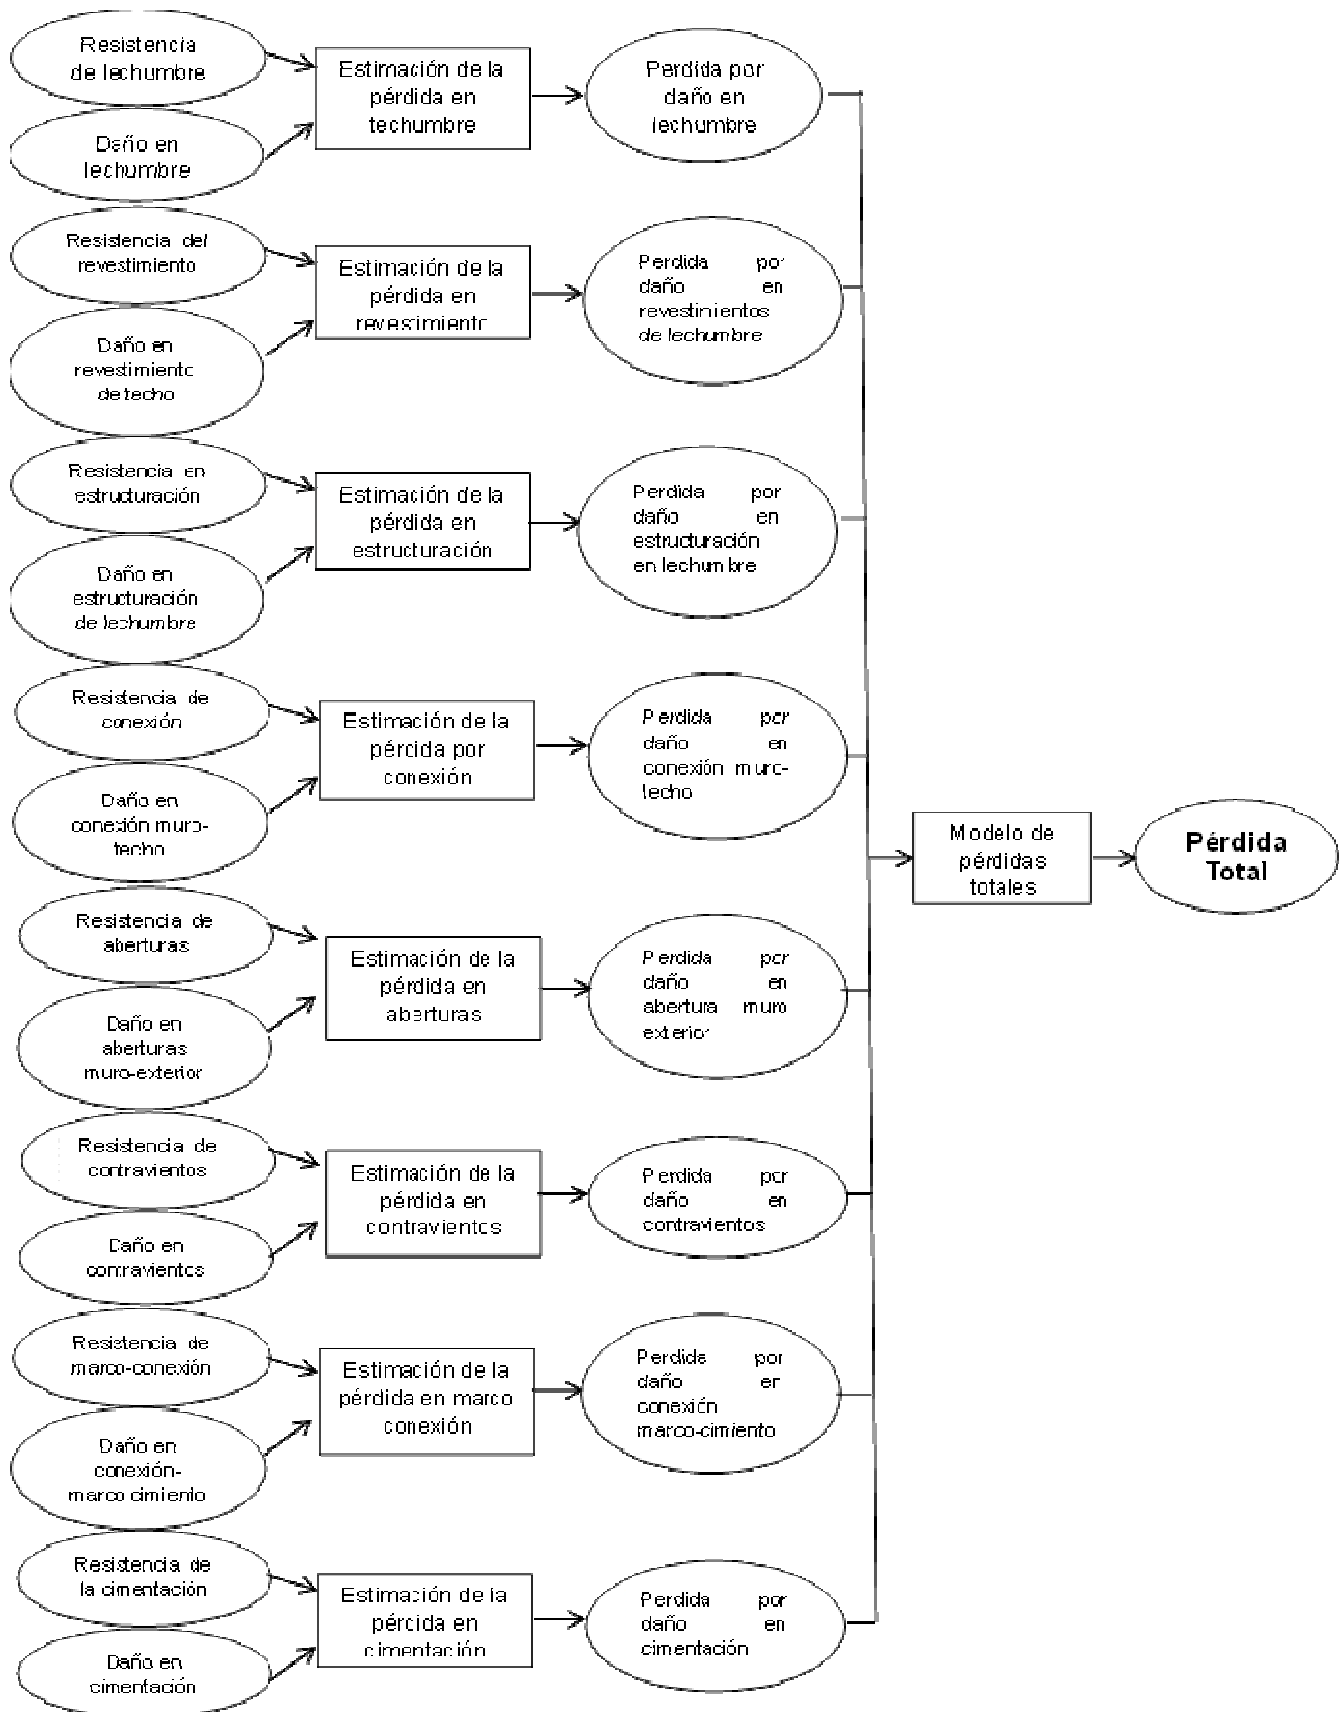 Resistencia
de techumbre
Daño en
techumbre
Estimación de la
pérdida en
techumbre
Perdida por
daño en
techumbre
Resistencia del
revestimiento
Daño en
revestimiento
de techo
Estimación de la
pérdida en
revestimiento
Perdida por
daño en
revestimientos
de techumbre
Resistencia en
estructuración
Daño en
estructuración
de techumbre
Estimación de la
pérdida en
estructuración
Perdida por
daño en
estructuración
en techumbre
Resistencia de
conexión
Daño en
conexión muro-
techo
Estimación de la
pérdida por
conexión
Perdida por
daño en
conexión muro-
techo
Modelo de
pérdidas
totales
Pérdida
Total
Resistencia de
aberturas
Daño en
aberturas
muro-exterior
Estimación de la
pérdida en
aberturas
Perdida por
daño en
abertura muro
exterior
Resistencia de
contravientos
Daño en
contravientos
Estimación de la
pérdida en
contravientos
Perdida por
daño en
contravientos
Resistencia de
marco-conexión
Daño en
conexión-
marco cimiento
Estimación de la
pérdida en marco
conexión
Perdida por
daño en
conexión
marco-cimiento
Resistencia de
la cimentación
Daño en
cimentación
Estimación de la
pérdida en
cimentación
Perdida por
daño en
cimentación